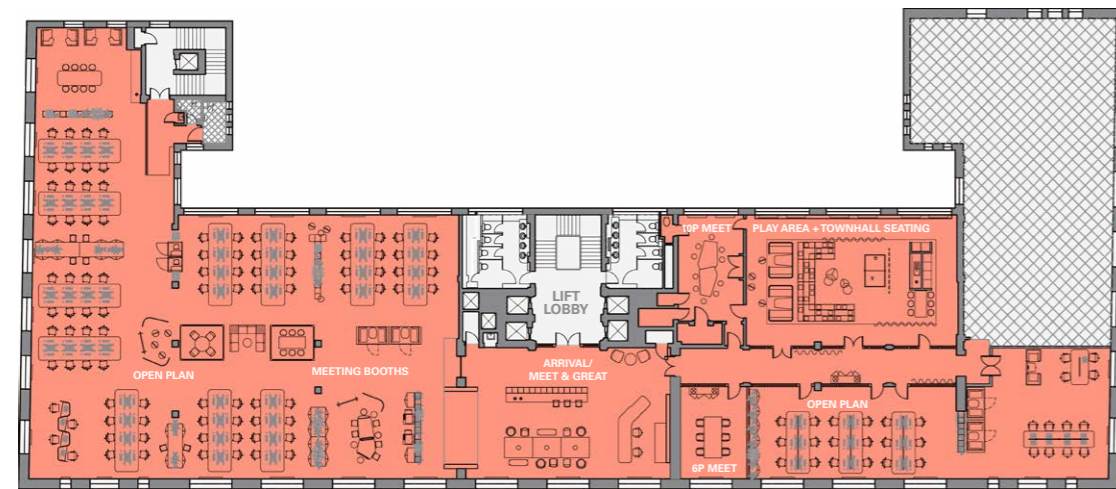 10P MEET
PLAY AREA + TOWNHALL SEATING
LIFT
LOBBY
ARRIVAL/
MEET & GREAT
OPEN PLAN
MEETING BOOTHS
OPEN PLAN
6P MEET